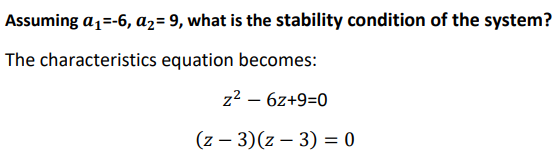 Assuming 𝑎₁=-6, 𝑎₂= 9, what is the stability condition of the system?
The characteristics equation becomes:
𝑧² − 6𝑧+9=0
(𝑧 − 3)(𝑧 − 3) = 0